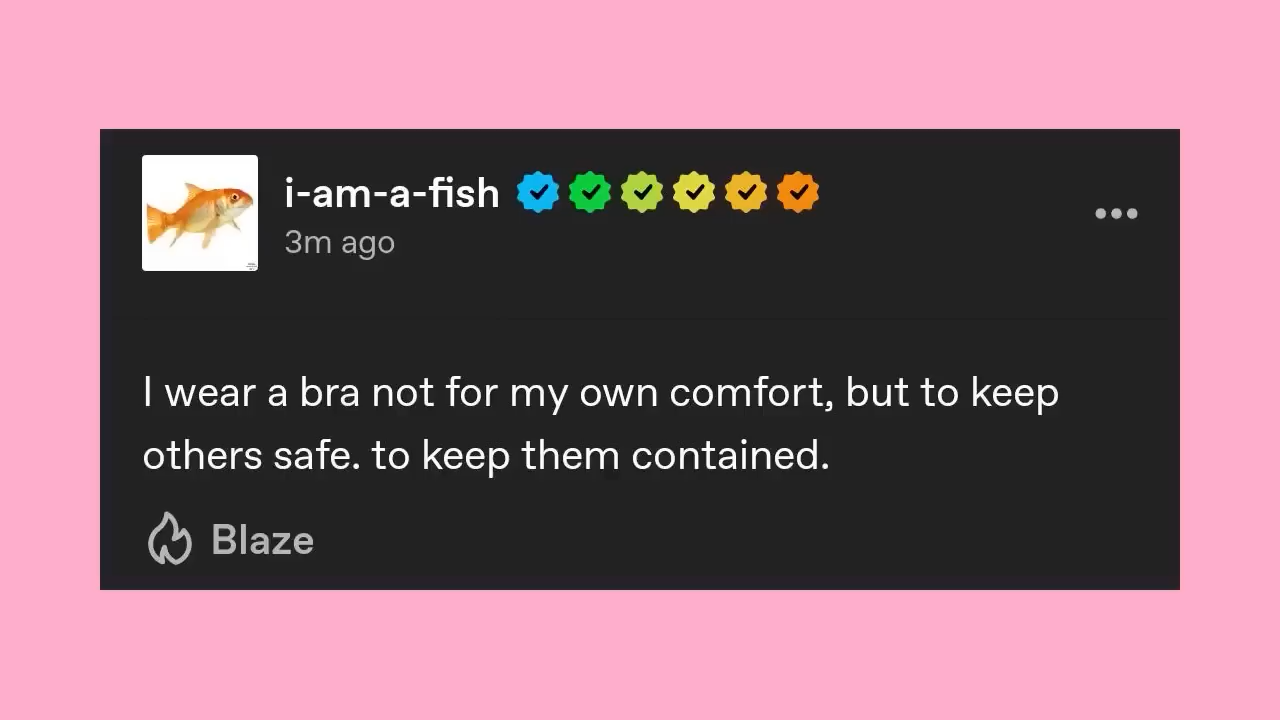 i-am-a-fish
3m ago
I wear a bra not for my own comfort, but to keep
others safe. to keep them contained.
Blaze